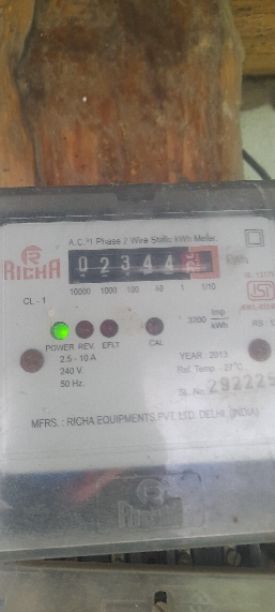 A.C. 1 Phase 2 Wire Static kWh Meter.
RICHA
0 2 3 4 4
kWh
10000 1000 100 10 1 1/10
CL - 1
3200 Imp/kWh
POWER REV. E/FLT CAL
2.5 - 10 A
240 V.
50 Hz.
YEAR : 2013
Ref. Temp. - 27°C
SL. No. 292225
MFRS. : RICHA EQUIPMENTS PVT. LTD. DELHI. (INDIA)
RICHA